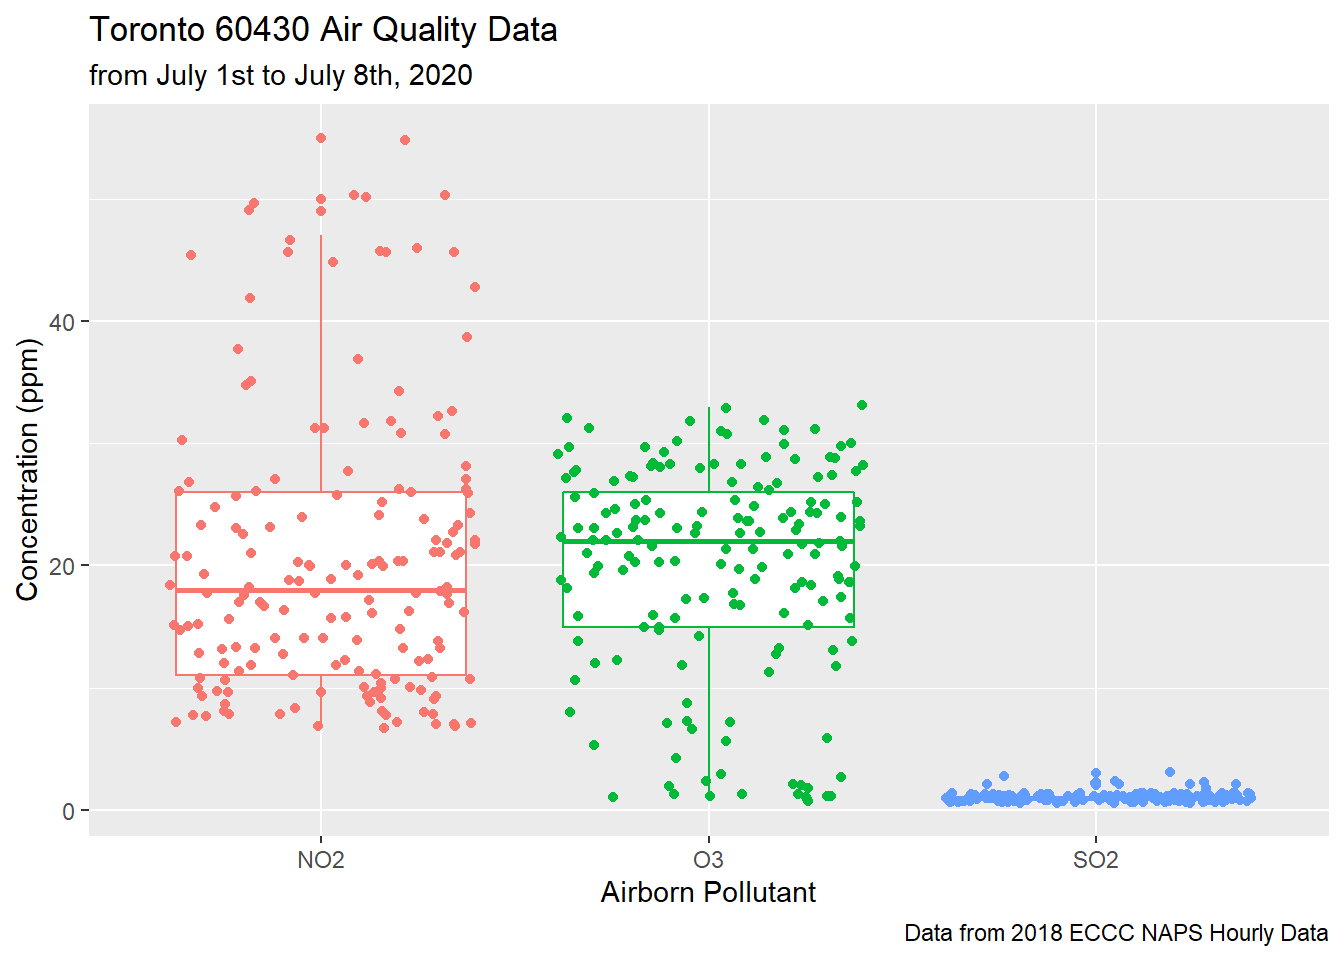 Toronto 60430 Air Quality Data
from July 1st to July 8th, 2020
Concentration (ppm)
40
20
0
NO2 O3 SO2
Airborn Pollutant
Data from 2018 ECCC NAPS Hourly Data